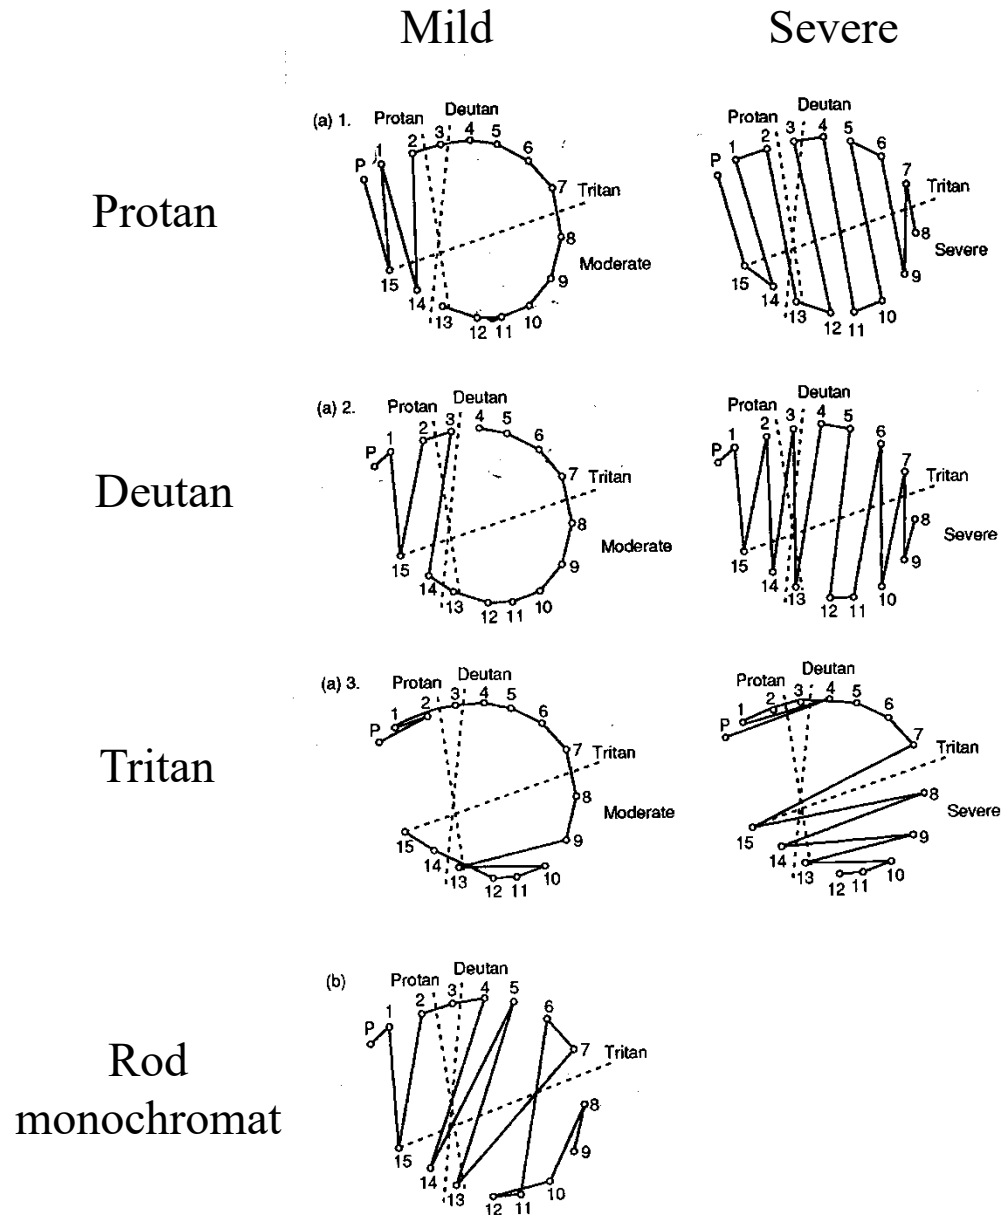 Mild Severe
Protan
(a) 1. Protan Deutan
P 1 2 3 4 5 6 7 8 9 10 11 12 13 14 15
Tritan
Moderate
Protan Deutan
P 1 2 3 4 5 6 7 8 9 10 11 12 13 14 15
Tritan
Severe
Deutan
(a) 2. Protan Deutan
P 1 2 3 4 5 6 7 8 9 10 11 12 13 14 15
Tritan
Moderate
Protan Deutan
P 1 2 3 4 5 6 7 8 9 10 11 12 13 14 15
Tritan
Severe
Tritan
(a) 3. Protan Deutan
P 1 2 3 4 5 6 7 8 9 10 11 12 13 14 15
Tritan
Moderate
Protan Deutan
P 1 2 3 4 5 6 7 8 9 10 11 12 13 14 15
Tritan
Severe
Rod
monochromat
(b) Protan Deutan
P 1 2 3 4 5 6 7 8 9 10 11 12 13 14 15
Tritan